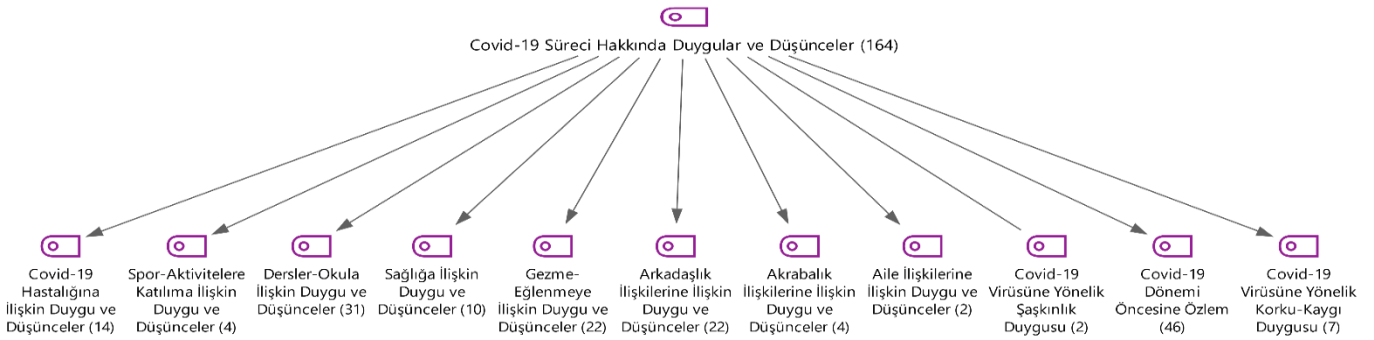 Covid-19 Süreci Hakkında Duygular ve Düşünceler (164)
Covid-19
Hastalığına
İlişkin Duygu ve
Düşünceler (14)
Spor-Aktivitelere
Katılıma İlişkin
Duygu ve
Düşünceler (4)
Dersler-Okula
İlişkin Duygu ve
Düşünceler (31)
Sağlığa İlişkin
Duygu ve
Düşünceler (10)
Gezme-
Eğlenmeye
İlişkin Duygu ve
Düşünceler (22)
Arkadaşlık
İlişkilerine İlişkin
Duygu ve
Düşünceler (22)
Akrabalık
İlişkilerine İlişkin
Duygu ve
Düşünceler (4)
Aile İlişkilerine
İlişkin Duygu ve
Düşünceler (2)
Covid-19
Virüsüne Yönelik
Şaşkınlık
Duygusu (2)
Covid-19
Dönemi
Öncesine Özlem
(46)
Covid-19
Virüsüne Yönelik
Korku-Kaygı
Duygusu (7)